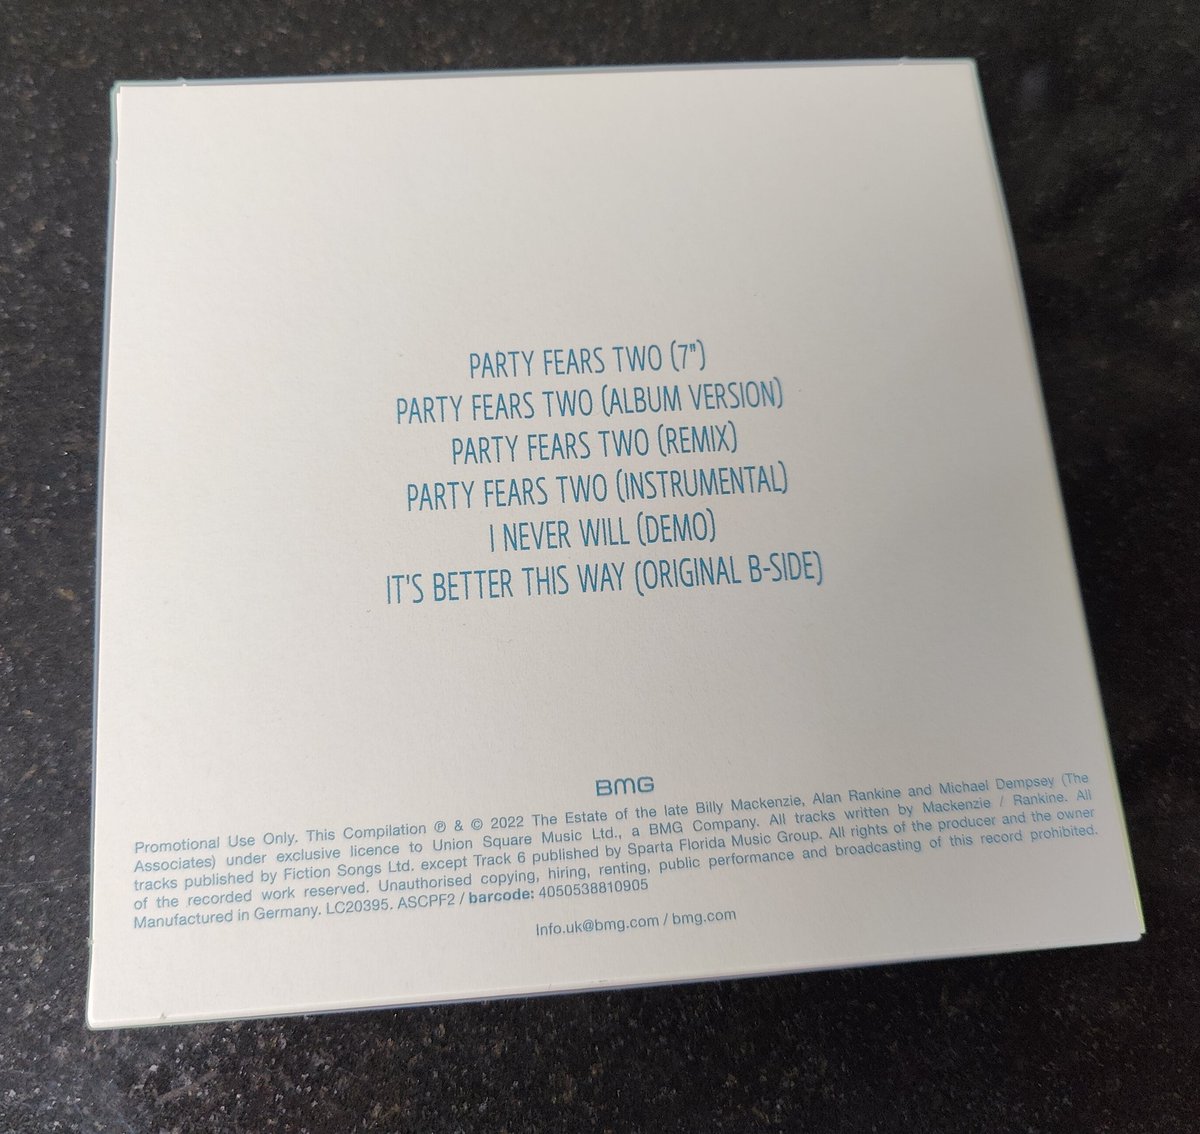 PARTY FEARS TWO (7")
PARTY FEARS TWO (ALBUM VERSION)
PARTY FEARS TWO (REMIX)
PARTY FEARS TWO (INSTRUMENTAL)
I NEVER WILL (DEMO)
IT'S BETTER THIS WAY (ORIGINAL B-SIDE)
BMG
Promotional Use Only. This Compilation ℗ & © 2022 The Estate of the late Billy Mackenzie, Alan Rankine and Michael Dempsey (The
Associates) under exclusive licence to Union Square Music Ltd., a BMG Company. All tracks written by Mackenzie / Rankine. All
tracks published by Fiction Songs Ltd. except Track 6 published by Sparta Florida Music Group. All rights of the producer and the owner
of the recorded work reserved. Unauthorised copying, hiring, renting, public performance and broadcasting of this record prohibited.
Manufactured in Germany. LC20395. ASCPF2 / barcode: 4050538810905
Info.uk@bmg.com / bmg.com